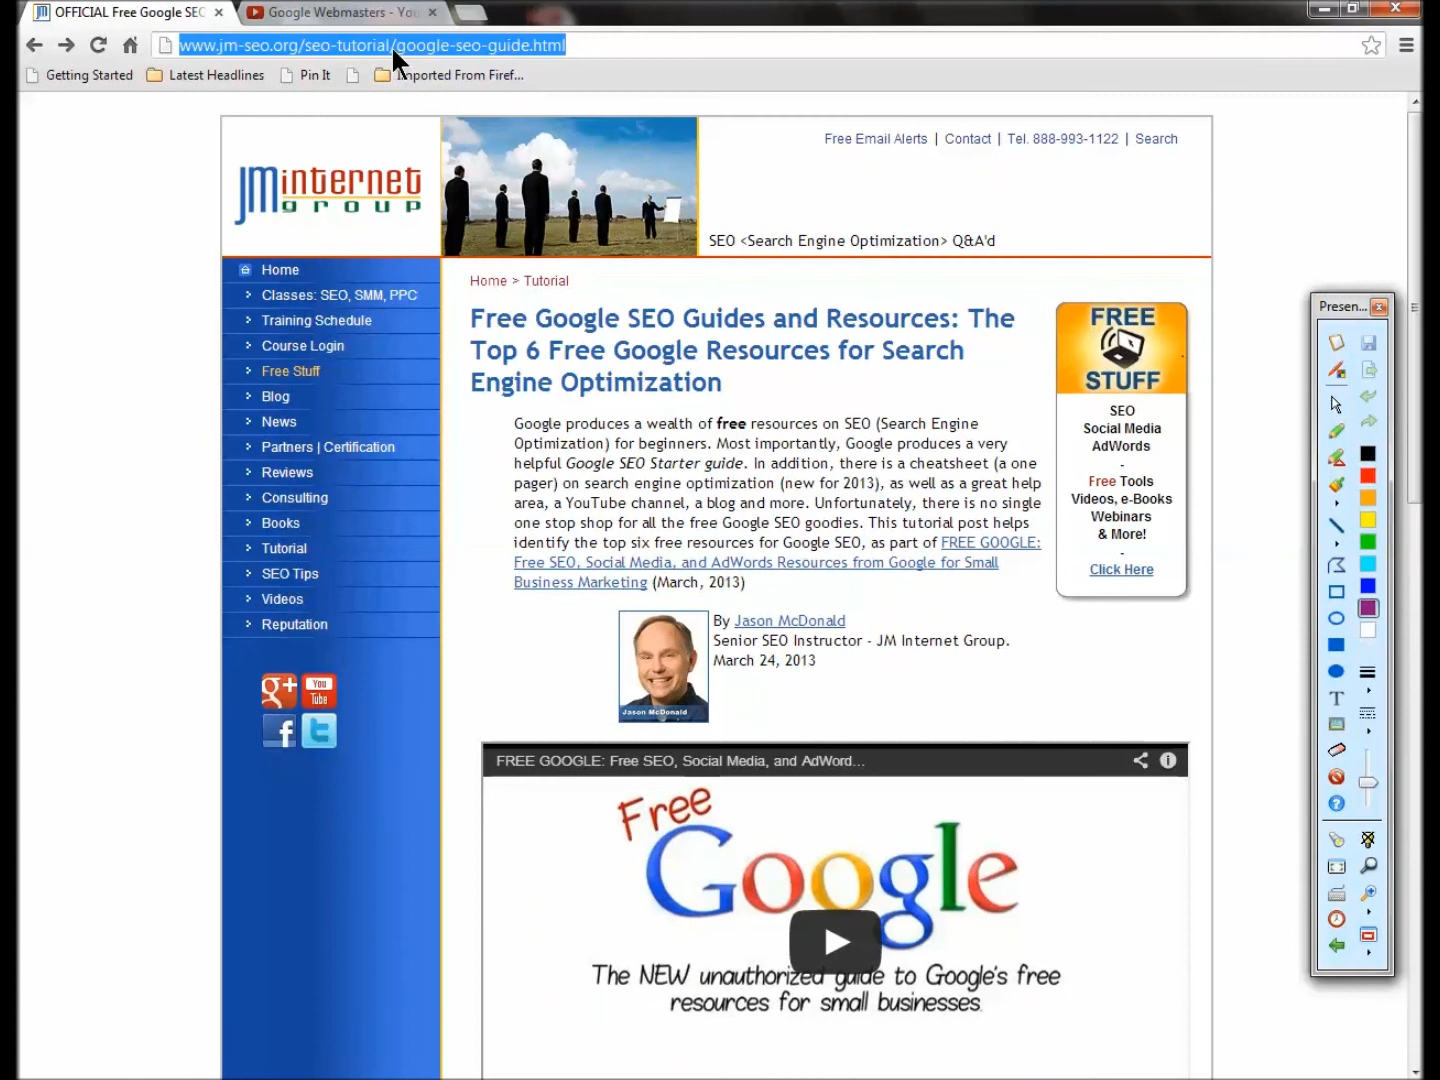 OFFICIAL Free Google SEO
Google Webmasters - You
www.jm-seo.org/seo-tutorial/google-seo-guide.html
Getting Started
Latest Headlines
Pin It
Imported From Firef...
JMinternet
group
Free Email Alerts | Contact | Tel. 888-993-1122 | Search
SEO <Search Engine Optimization> Q&A'd
Home
Classes: SEO, SMM, PPC
Training Schedule
Course Login
Free Stuff
Blog
News
Partners | Certification
Reviews
Consulting
Books
Tutorial
SEO Tips
Videos
Reputation
g+
You
Tube
f
t
Home > Tutorial
Free Google SEO Guides and Resources: The
Top 6 Free Google Resources for Search
Engine Optimization
Google produces a wealth of free resources on SEO (Search Engine
Optimization) for beginners. Most importantly, Google produces a very
helpful Google SEO Starter guide. In addition, there is a cheatsheet (a one
pager) on search engine optimization (new for 2013), as well as a great help
area, a YouTube channel, a blog and more. Unfortunately, there is no single
one stop shop for all the free Google SEO goodies. This tutorial post helps
identify the top six free resources for Google SEO, as part of FREE GOOGLE:
Free SEO, Social Media, and AdWords Resources from Google for Small
Business Marketing (March, 2013)
FREE
STUFF
SEO
Social Media
AdWords
-
Free Tools
Videos, e-Books
Webinars
& More!
-
Click Here
Jason McDonald
By Jason McDonald
Senior SEO Instructor - JM Internet Group.
March 24, 2013
FREE GOOGLE: Free SEO, Social Media, and AdWord...
Free
Google
The NEW unauthorized guide to Google's free
resources for small businesses.
Presen...
T